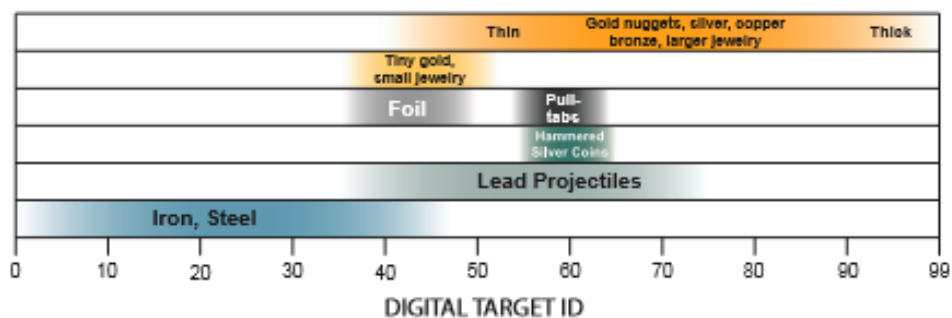 Thin
Gold nuggets, silver, copper
bronze, larger jewelry
Thick
Tiny gold,
small jewelry
Foil
Pull-
tabs
Hammered
Silver Coins
Lead Projectiles
Iron, Steel
0 10 20 30 40 50 60 70 80 90 99
DIGITAL TARGET ID